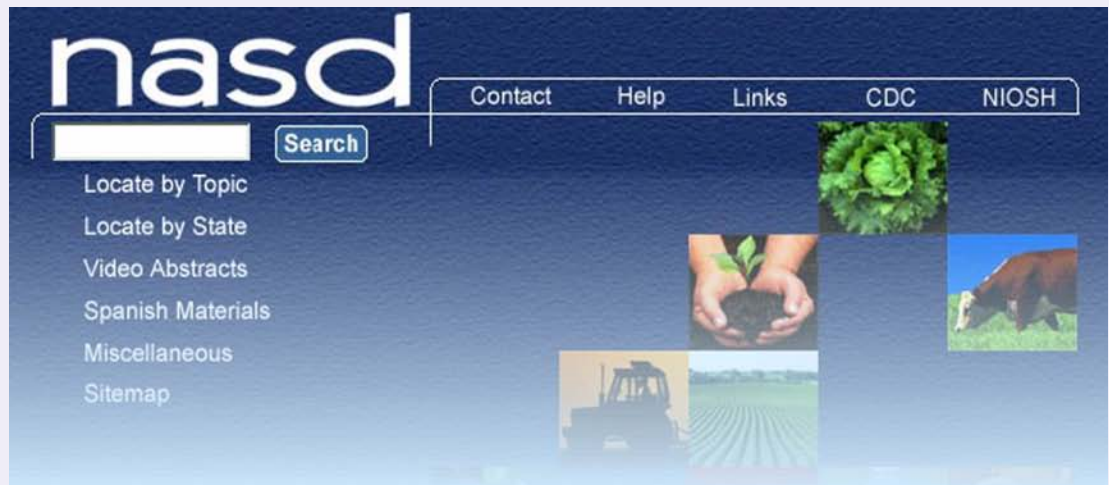 nasd
Contact Help Links CDC NIOSH
Search
Locate by Topic
Locate by State
Video Abstracts
Spanish Materials
Miscellaneous
Sitemap